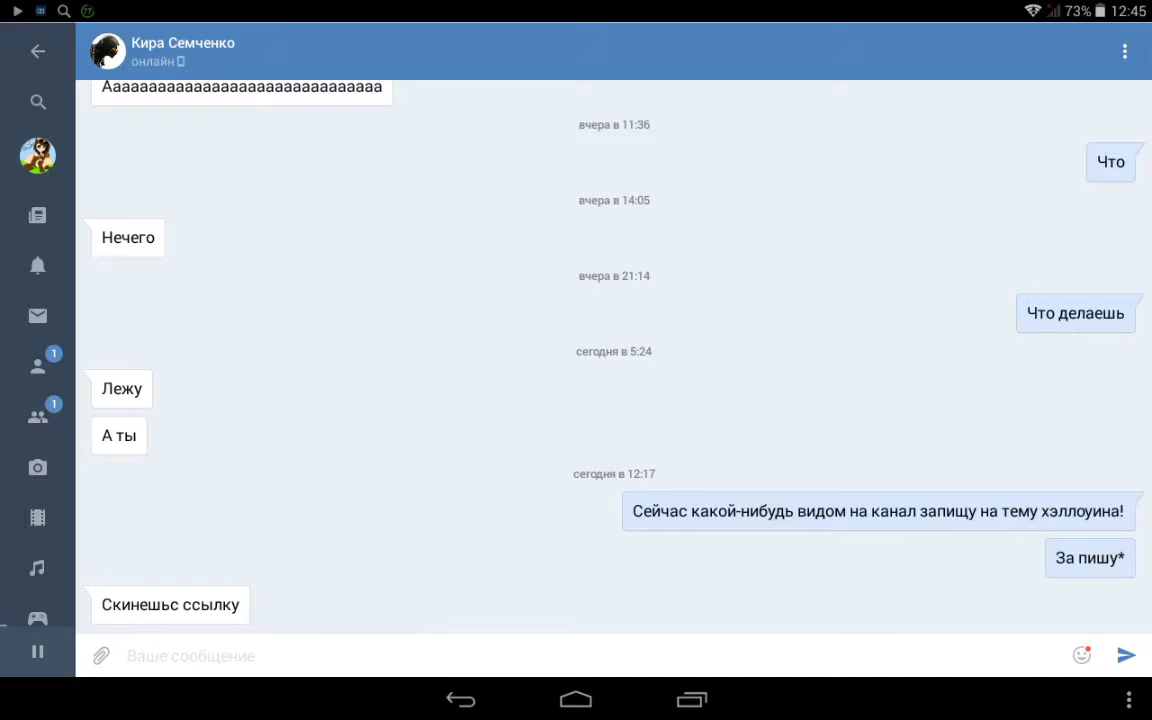 73% 12:45
Кира Семченко
онлайн
Аааааааааааааааааааааааааааааа
вчера в 11:36
Что
вчера в 14:05
Нечего
вчера в 21:14
Что делаешь
сегодня в 5:24
Лежу
А ты
сегодня в 12:17
Сейчас какой-нибудь видом на канал запищу на тему хэллоуина!
За пишу*
Скинешьс ссылку
Ваше сообщение
1
1